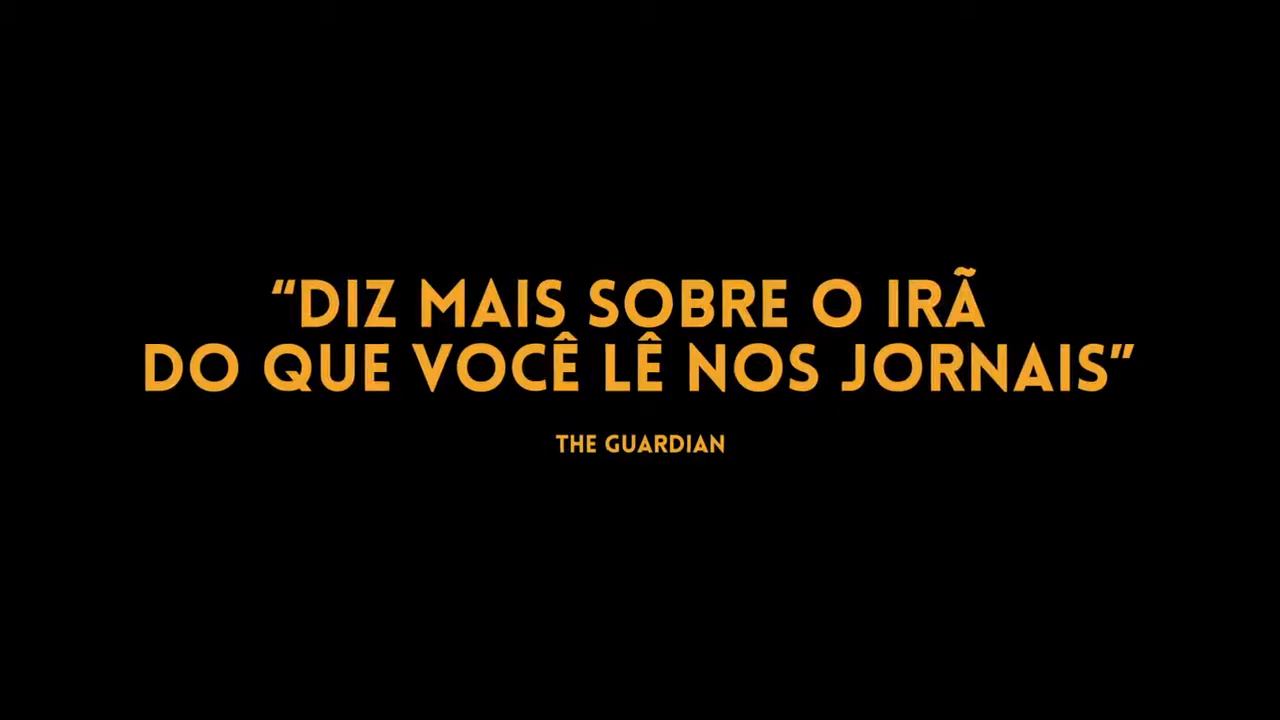 “DIZ MAIS SOBRE O IRÃ
DO QUE VOCÊ LÊ NOS JORNAIS”
THE GUARDIAN